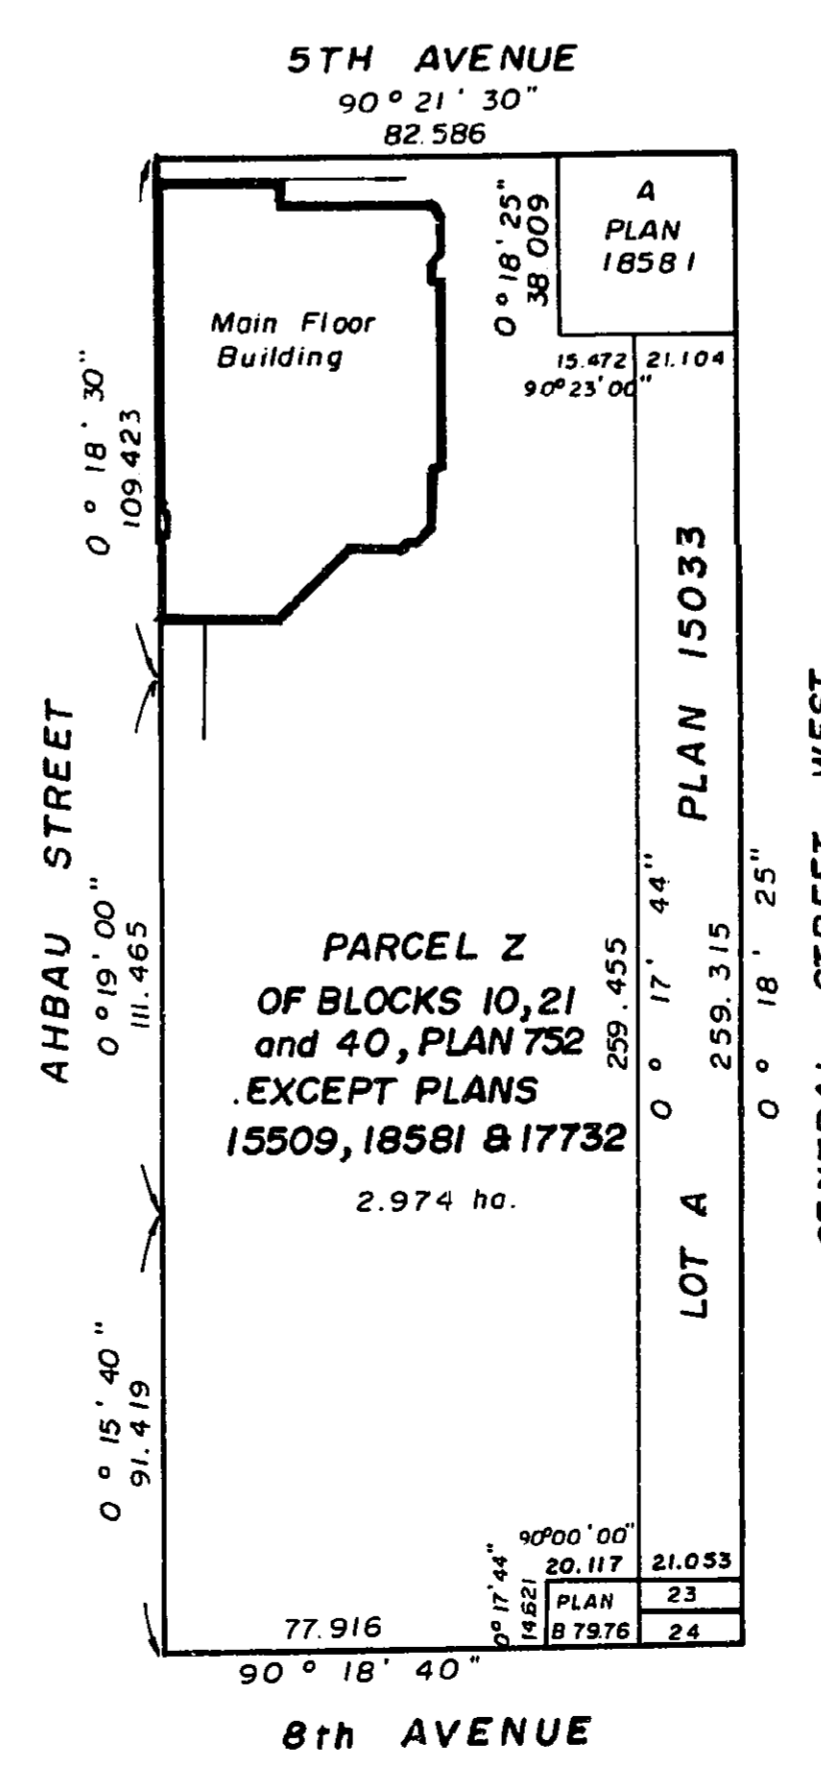 5TH AVENUE
90° 21' 30"
82.586
A
PLAN
18581
0° 18' 25"
38.009
Main Floor
Building
15.472 21.104
90°23'00"
0° 18' 30"
109.423
PLAN 15033
AHBAU STREET
0° 19' 00"
111.465
PARCEL Z
OF BLOCKS 10,21
and 40, PLAN 752
.EXCEPT PLANS
15509, 18581 & 17732
2.974 ha.
259.455
0° 17' 44"
259.315
0° 18' 25"
LOT A
0° 15' 40"
91.419
90°00'00"
20.117 21.053
0° 17' 44"
14.621
PLAN
B 7976
23
24
77.916
90° 18' 40"
8th AVENUE